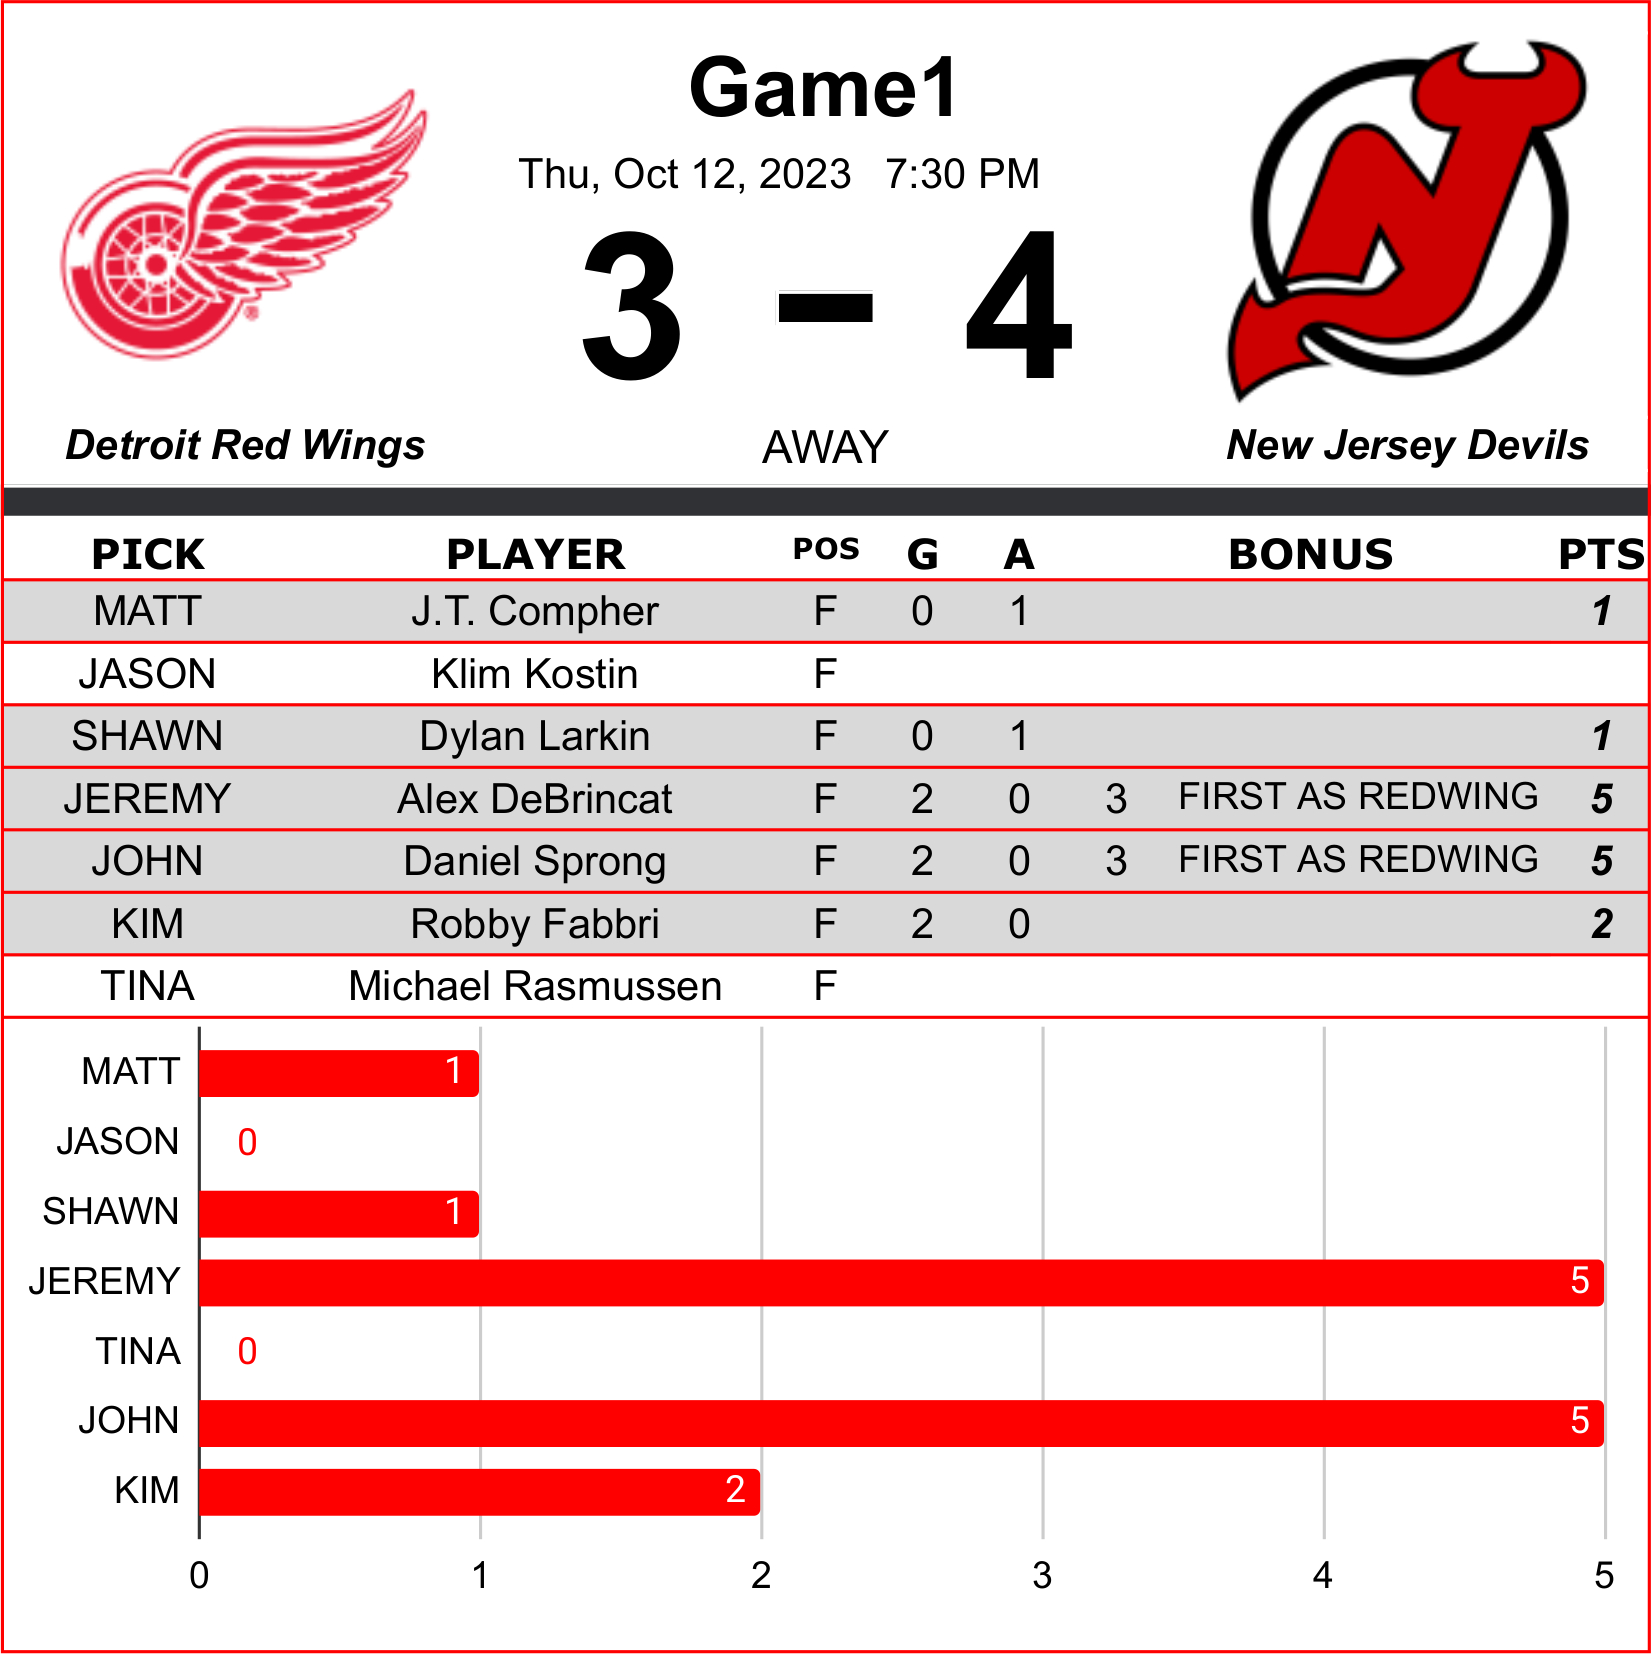 Game1
Thu, Oct 12, 2023 7:30 PM
3 - 4
Detroit Red Wings AWAY New Jersey Devils
PICK PLAYER POS G A BONUS PTS
MATT J.T. Compher F 0 1 1
JASON Klim Kostin F
SHAWN Dylan Larkin F 0 1 1
JEREMY Alex DeBrincat F 2 0 3 FIRST AS REDWING 5
JOHN Daniel Sprong F 2 0 3 FIRST AS REDWING 5
KIM Robby Fabbri F 2 0 2
TINA Michael Rasmussen F
MATT 1
JASON 0
SHAWN 1
JEREMY 5
TINA 0
JOHN 5
KIM 2
0 1 2 3 4 5